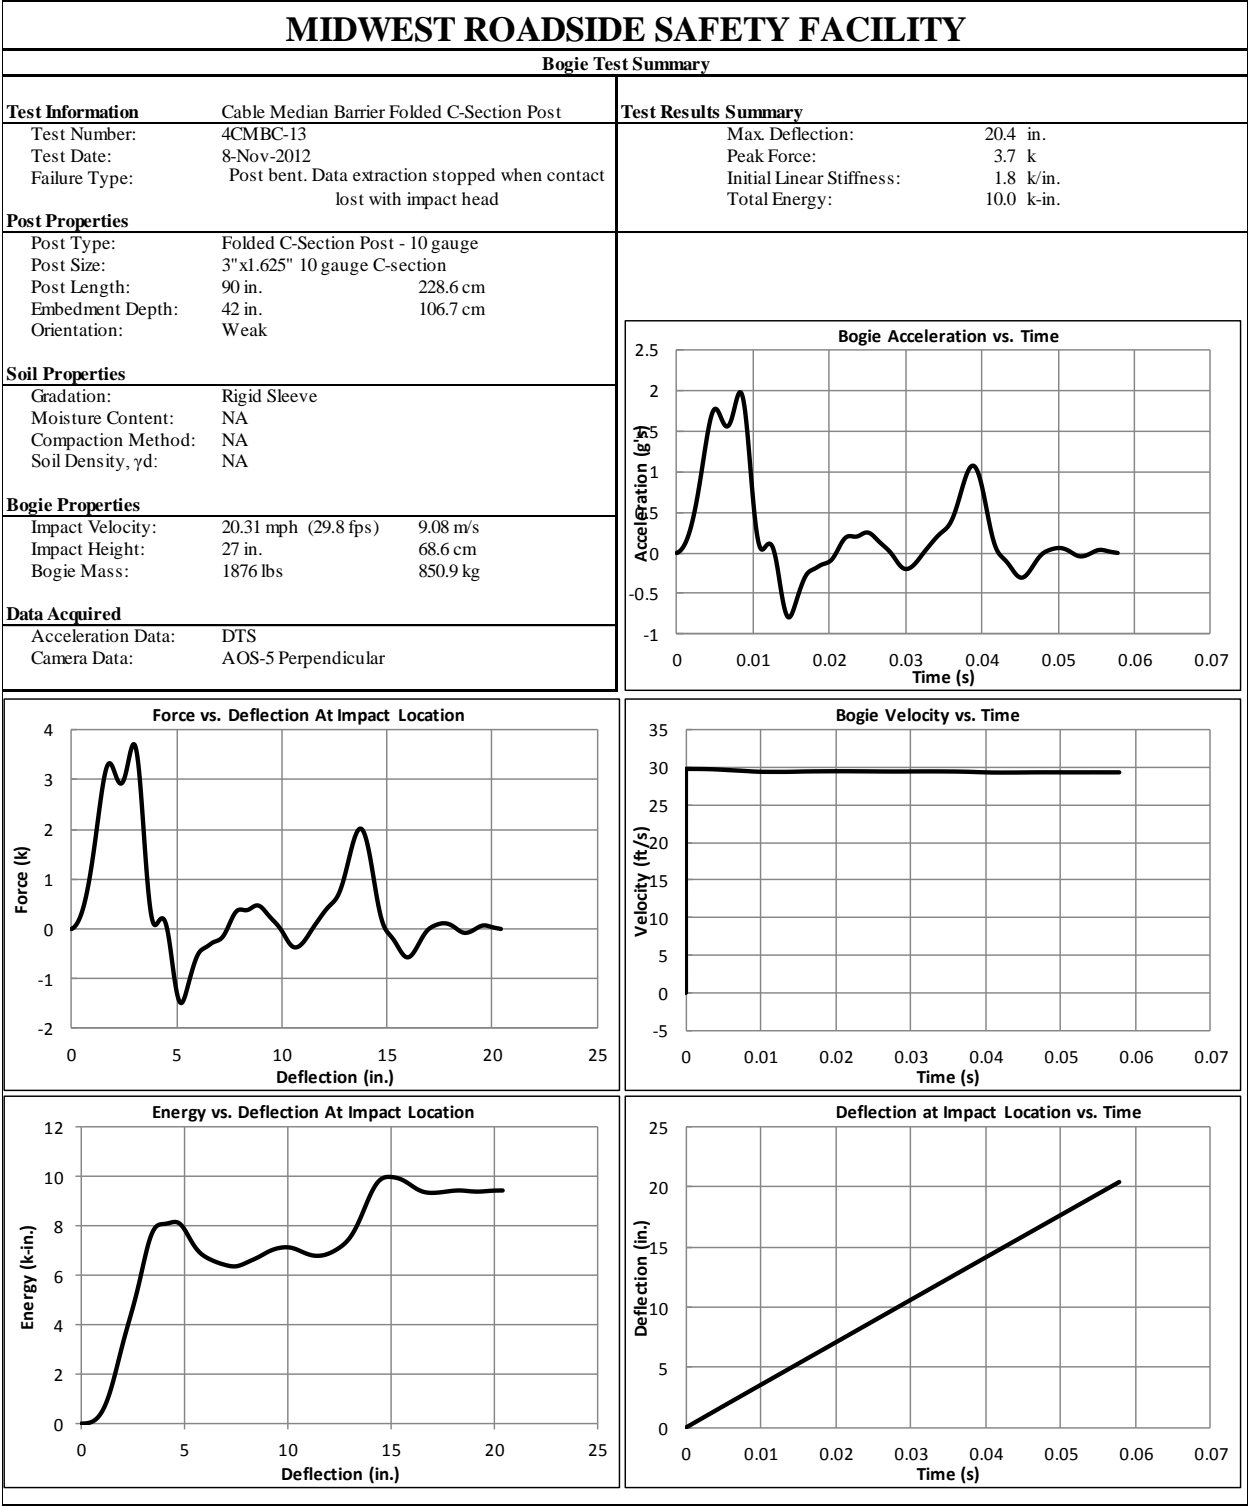 MIDWEST ROADSIDE SAFETY FACILITY
Bogie Test Summary
Test Information Cable Median Barrier Folded C-Section Post
Test Number: 4CMBC-13
Test Date: 8-Nov-2012
Failure Type: Post bent. Data extraction stopped when contact
lost with impact head
Post Properties
Post Type: Folded C-Section Post - 10 gauge
Post Size: 3"x1.625" 10 gauge C-section
Post Length: 90 in. 228.6 cm
Embedment Depth: 42 in. 106.7 cm
Orientation: Weak
Soil Properties
Gradation: Rigid Sleeve
Moisture Content: NA
Compaction Method: NA
Soil Density, γd: NA
Bogie Properties
Impact Velocity: 20.31 mph (29.8 fps) 9.08 m/s
Impact Height: 27 in. 68.6 cm
Bogie Mass: 1876 lbs 850.9 kg
Data Acquired
Acceleration Data: DTS
Camera Data: AOS-5 Perpendicular
Test Results Summary
Max. Deflection: 20.4 in.
Peak Force: 3.7 k
Initial Linear Stiffness: 1.8 k/in.
Total Energy: 10.0 k-in.
Bogie Acceleration vs. Time
Acceleration (g's)
2.5
2
1.5
1
0.5
0
-0.5
-1
0 0.01 0.02 0.03 0.04 0.05 0.06 0.07
Time (s)
Force vs. Deflection At Impact Location
Force (k)
4
3
2
1
0
-1
-2
0 5 10 15 20 25
Deflection (in.)
Bogie Velocity vs. Time
Velocity (ft/s)
35
30
25
20
15
10
5
0
-5
0 0.01 0.02 0.03 0.04 0.05 0.06 0.07
Time (s)
Energy vs. Deflection At Impact Location
Energy (k-in.)
12
10
8
6
4
2
0
0 5 10 15 20 25
Deflection (in.)
Deflection at Impact Location vs. Time
Deflection (in.)
25
20
15
10
5
0
0 0.01 0.02 0.03 0.04 0.05 0.06 0.07
Time (s)